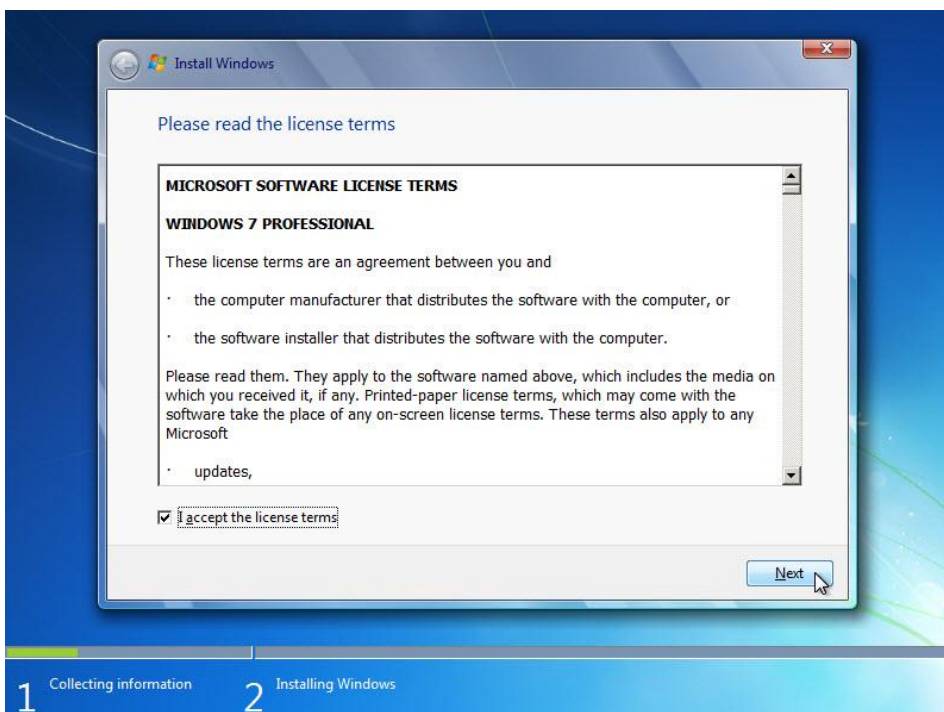 Install Windows
Please read the license terms
MICROSOFT SOFTWARE LICENSE TERMS
WINDOWS 7 PROFESSIONAL
These license terms are an agreement between you and
· the computer manufacturer that distributes the software with the computer, or
· the software installer that distributes the software with the computer.
Please read them. They apply to the software named above, which includes the media on
which you received it, if any. Printed-paper license terms, which may come with the
software take the place of any on-screen license terms. These terms also apply to any
Microsoft
· updates,
I accept the license terms
Next
1 Collecting information
2 Installing Windows